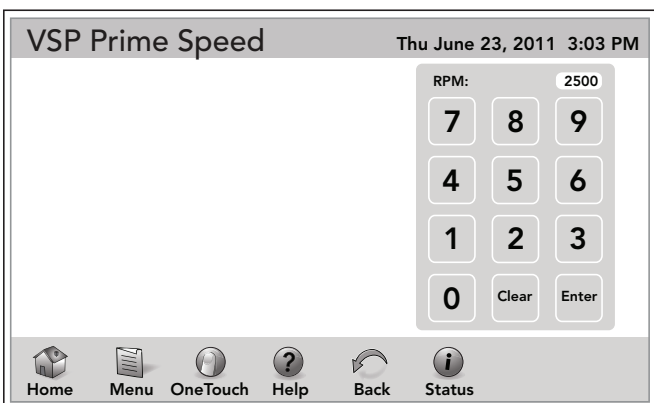 VSP Prime Speed
Thu June 23, 2011 3:03 PM
RPM: 2500
7 8 9
4 5 6
1 2 3
0 Clear Enter
? i
Home Menu OneTouch Help Back Status